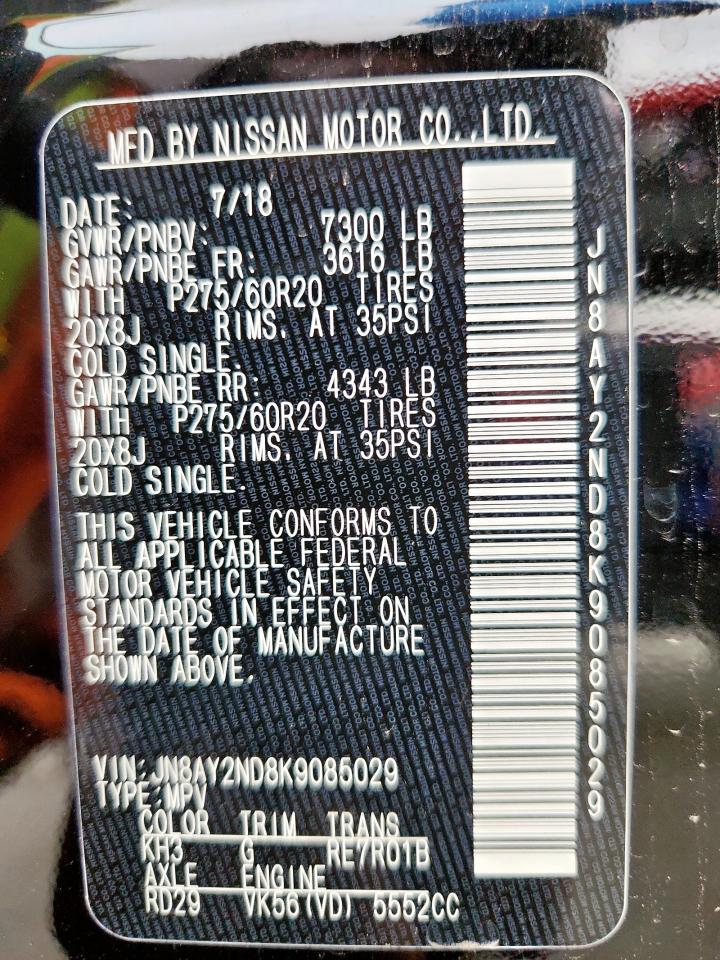 MFD BY NISSAN MOTOR CO.,LTD.
DATE: 7/18
GVWR/PNBV: 7300 LB
GAWR/PNBE FR: 3616 LB
WITH P275/60R20 TIRES
20X8J RIMS. AT 35PSI
COLD SINGLE.
GAWR/PNBE RR: 4343 LB
WITH P275/60R20 TIRES
20X8J RIMS. AT 35PSI
COLD SINGLE.
THIS VEHICLE CONFORMS TO
ALL APPLICABLE FEDERAL
MOTOR VEHICLE SAFETY
STANDARDS IN EFFECT ON
THE DATE OF MANUFACTURE
SHOWN ABOVE.
VIN:JN8AY2ND8K9085029
TYPE:MPV
COLOR TRIM TRANS
KH3 G RE7R01B
AXLE ENGINE
RD29 VK56(VD) 5552CC
JN8AY2ND8K9085029